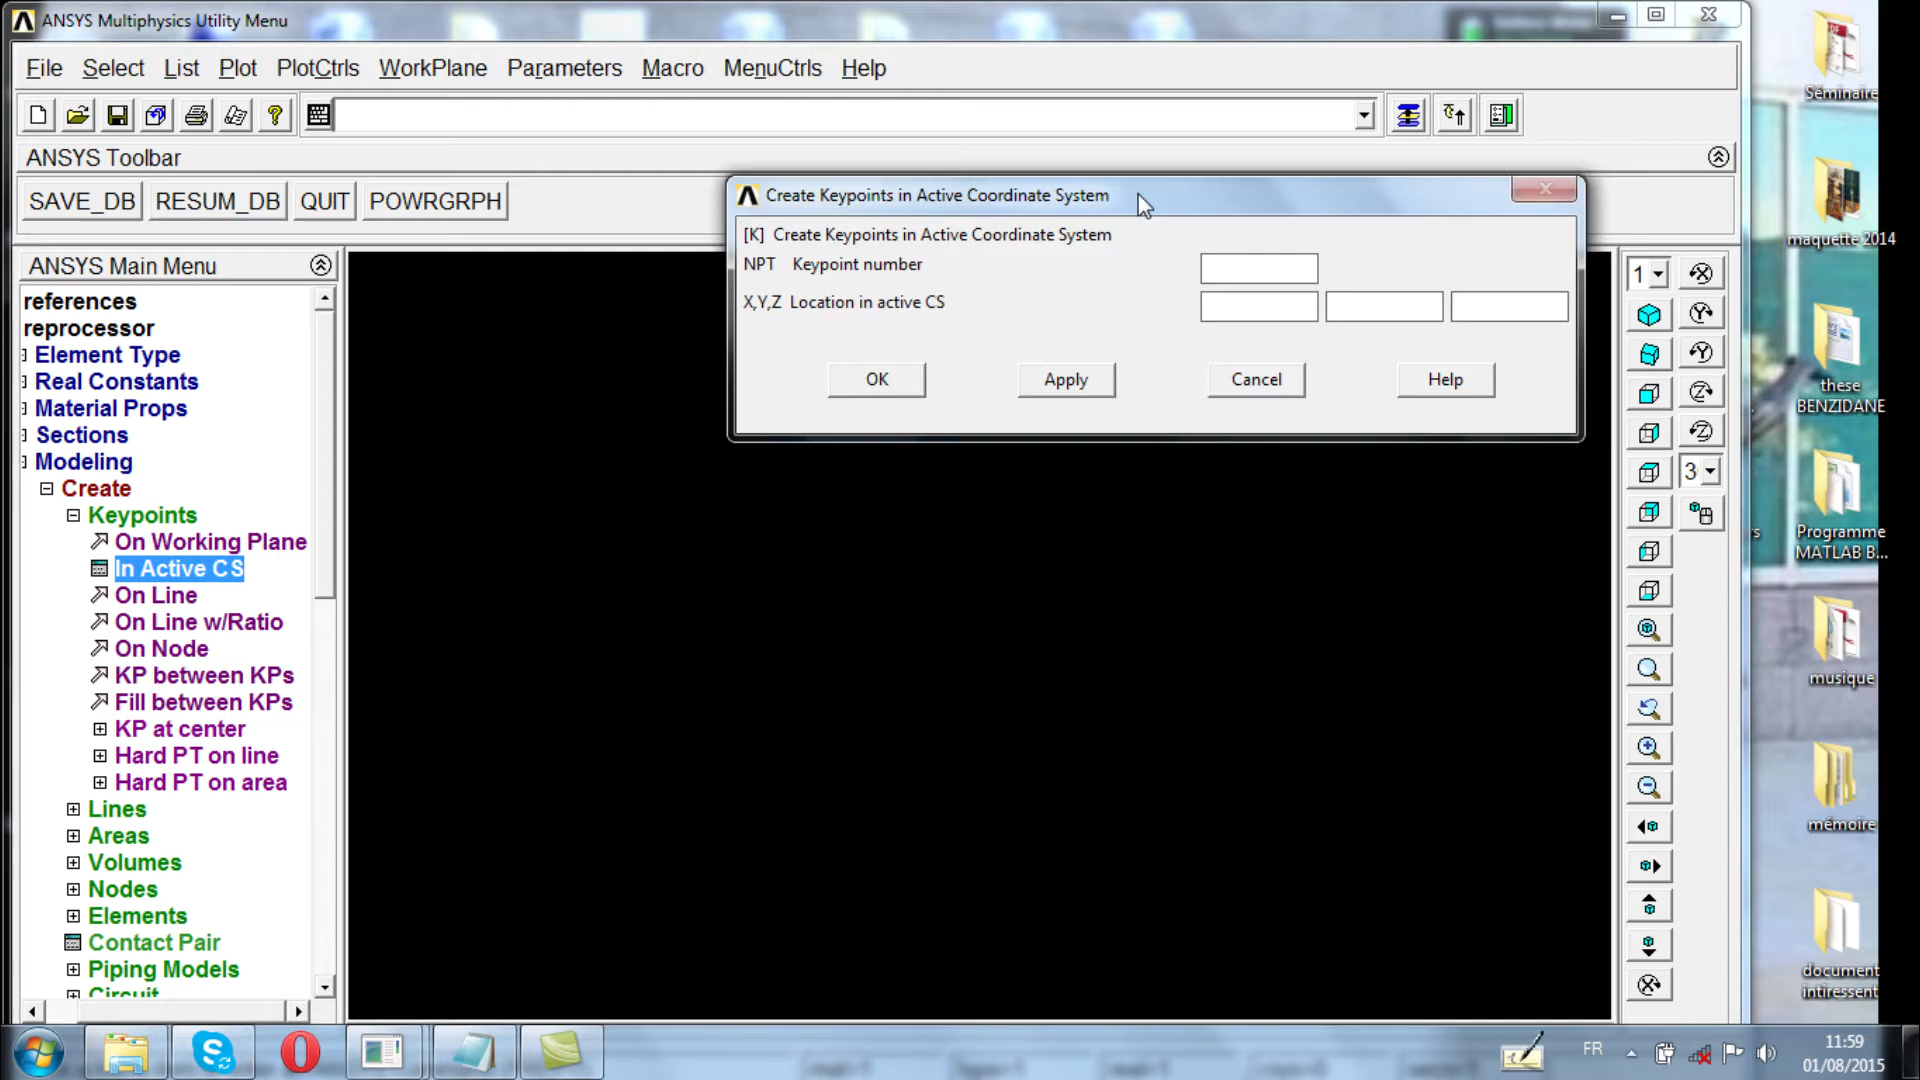 ANSYS Multiphysics Utility Menu
File Select List Plot PlotCtrls WorkPlane Parameters Macro MenuCtrls Help
ANSYS Toolbar
SAVE_DB RESUM_DB QUIT POWRGRPH
Create Keypoints in Active Coordinate System
[K] Create Keypoints in Active Coordinate System
NPT Keypoint number
X,Y,Z Location in active CS
OK Apply Cancel Help
ANSYS Main Menu
references
reprocessor
Element Type
Real Constants
Material Props
Sections
Modeling
Create
Keypoints
On Working Plane
In Active CS
On Line
On Line w/Ratio
On Node
KP between KPs
Fill between KPs
KP at center
Hard PT on line
Hard PT on area
Lines
Areas
Volumes
Nodes
Elements
Contact Pair
Piping Models
Circuit
1
3
Séminaire
maquette 2014
these
BENZIDANE
Programme
MATLAB B...
musique
mémoire
document
intiressent
FR
11:59
01/08/2015